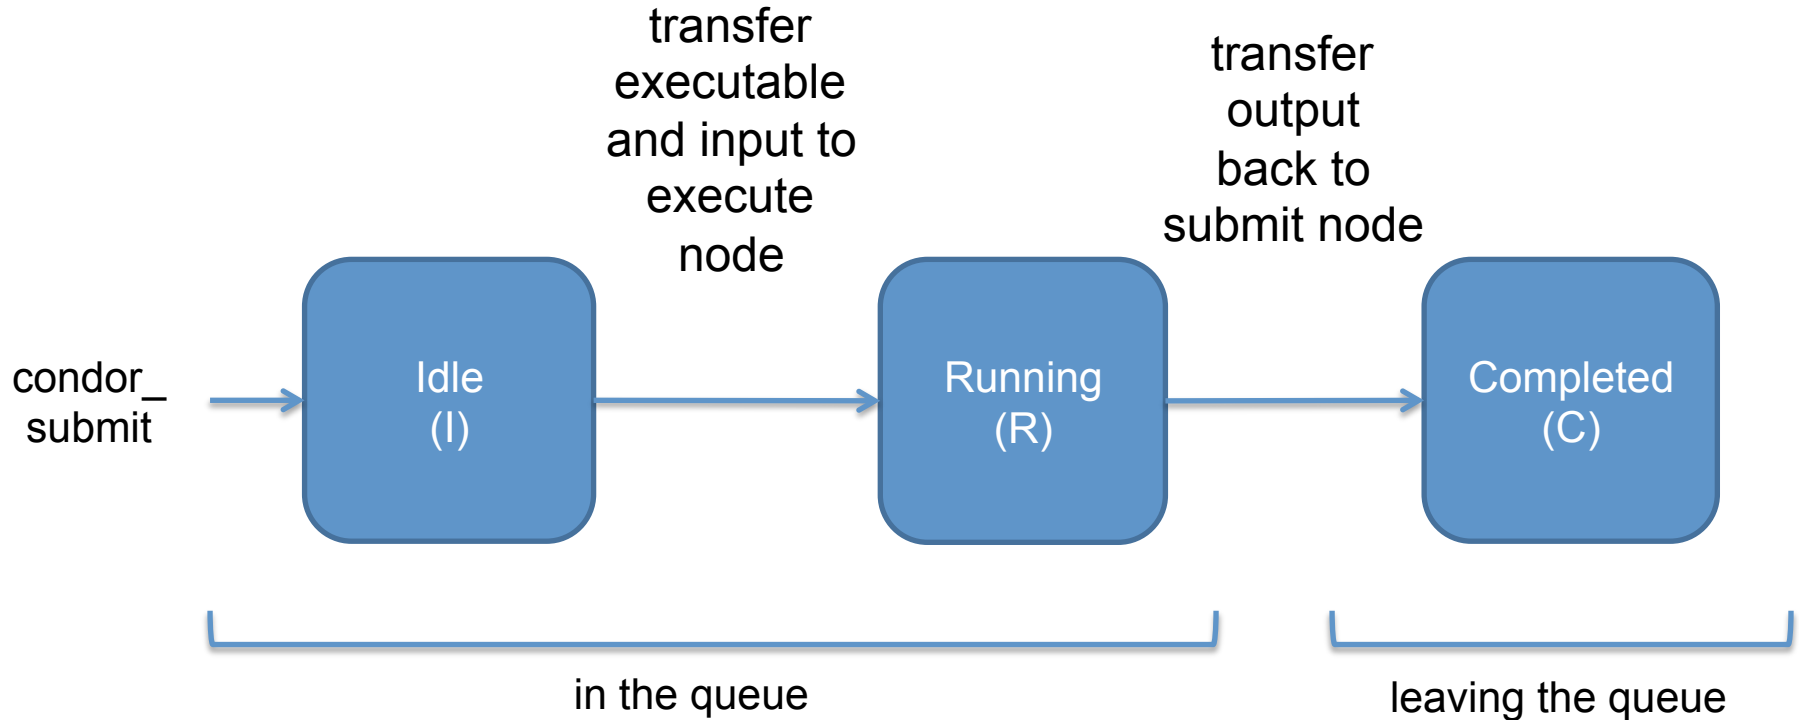 transfer
executable
and input to
execute
node
transfer
output
back to
submit node
condor_
submit
Idle
(I)
Running
(R)
Completed
(C)
in the queue
leaving the queue